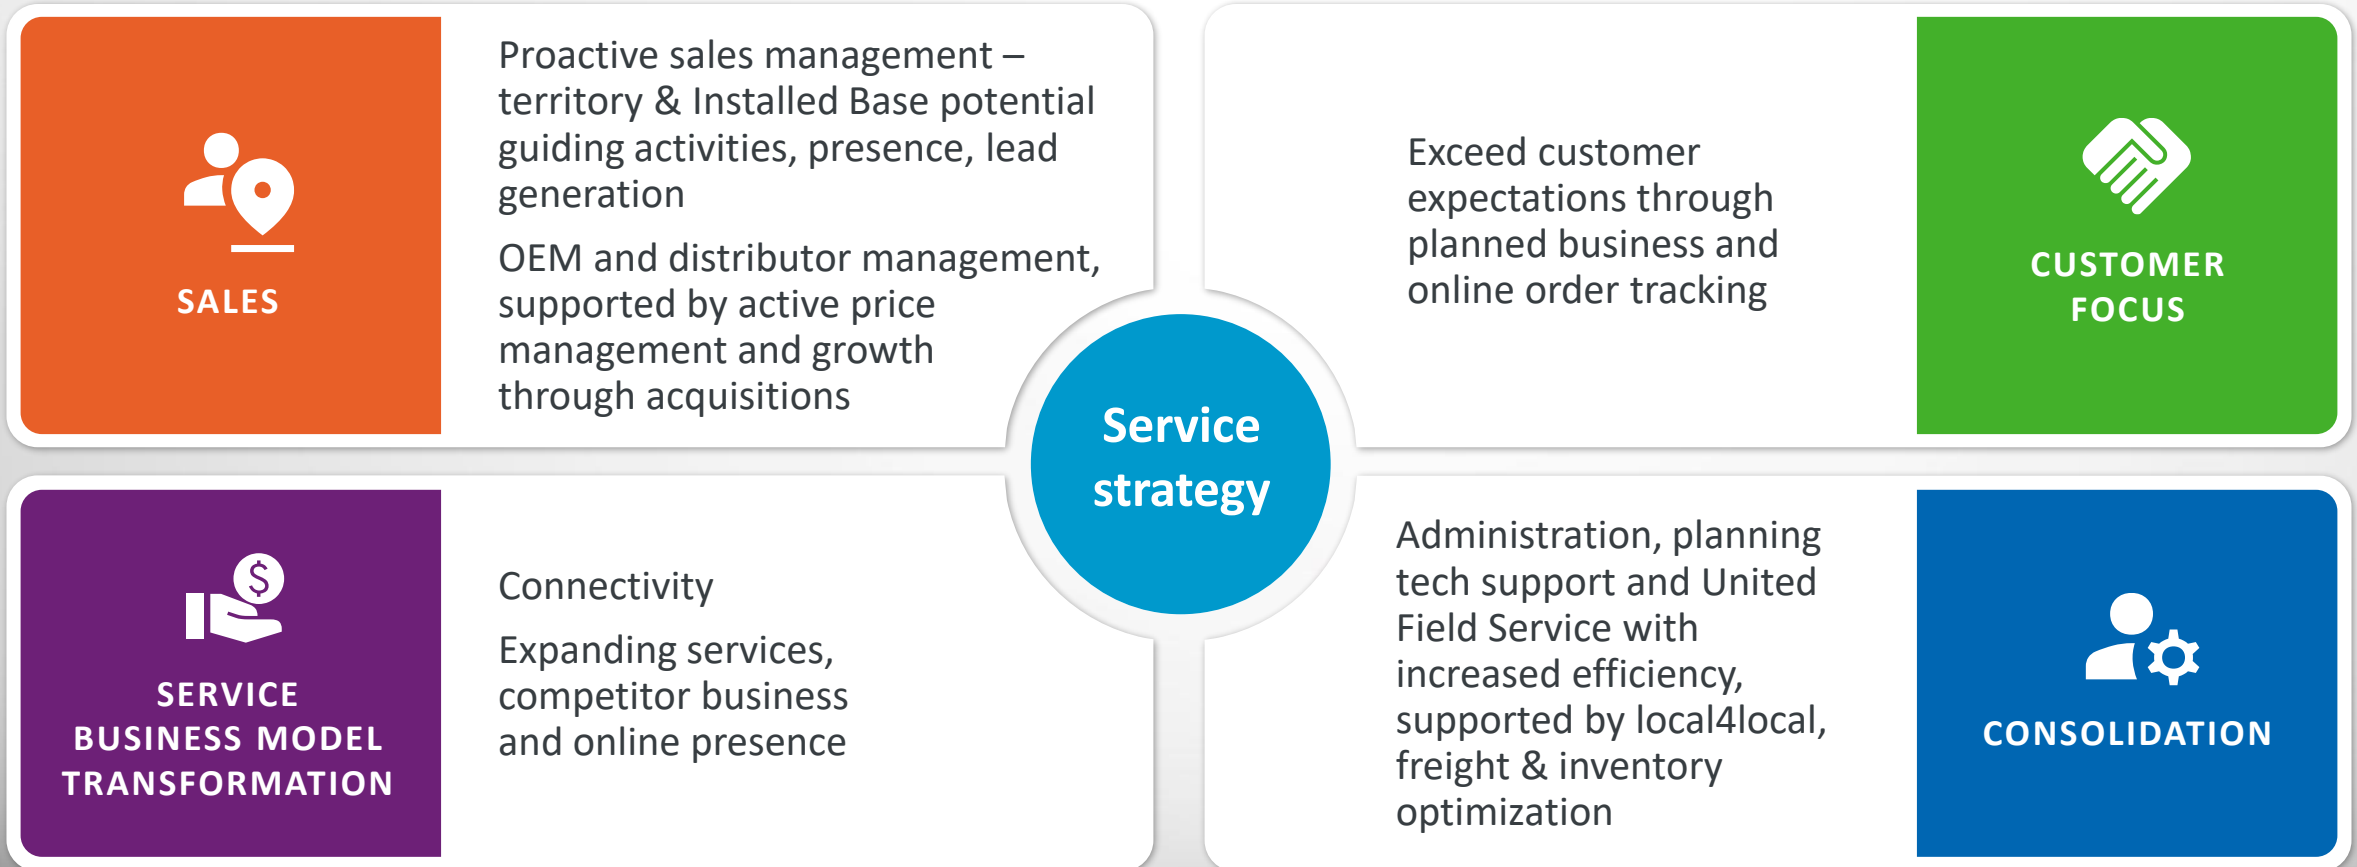 SALES
Proactive sales management –
territory & Installed Base potential
guiding activities, presence, lead
generation
OEM and distributor management,
supported by active price
management and growth
through acquisitions
Exceed customer
expectations through
planned business and
online order tracking
CUSTOMER
FOCUS
Service
strategy
SERVICE
BUSINESS MODEL
TRANSFORMATION
Connectivity
Expanding services,
competitor business
and online presence
Administration, planning
tech support and United
Field Service with
increased efficiency,
supported by local4local,
freight & inventory
optimization
CONSOLIDATION